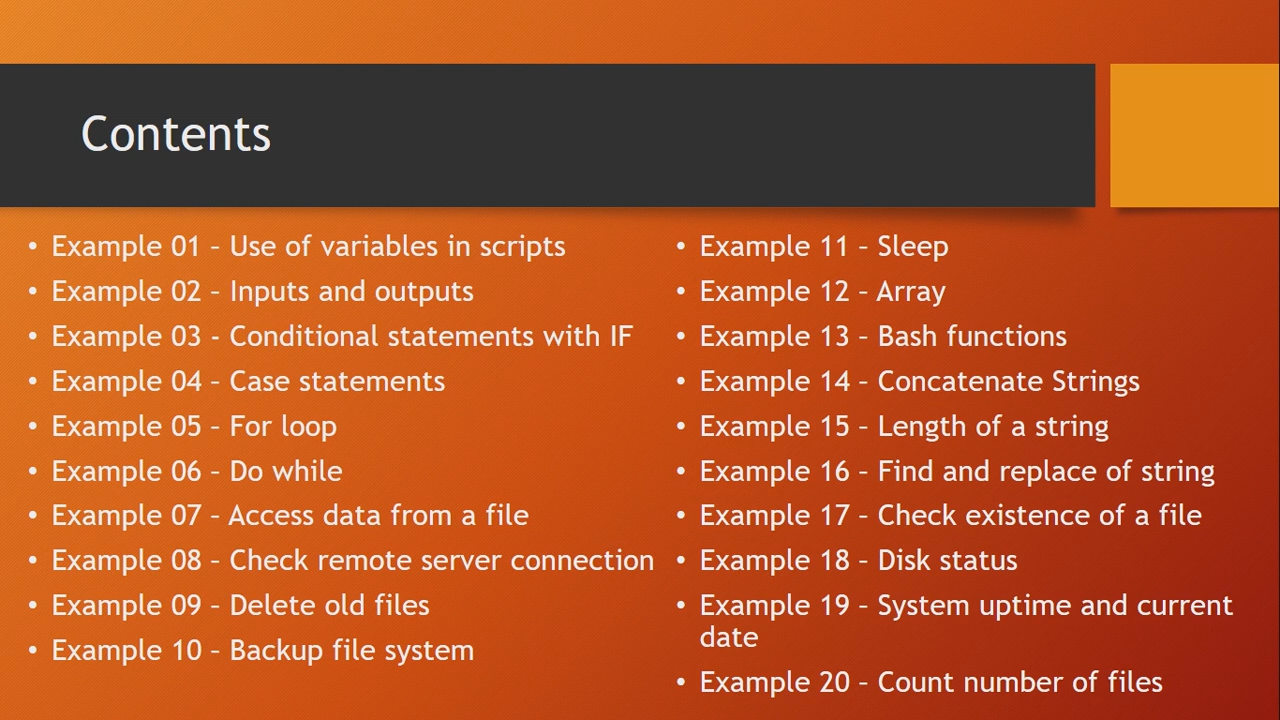 Contents
• Example 01 – Use of variables in scripts
• Example 02 – Inputs and outputs
• Example 03 - Conditional statements with IF
• Example 04 – Case statements
• Example 05 – For loop
• Example 06 – Do while
• Example 07 – Access data from a file
• Example 08 – Check remote server connection
• Example 09 – Delete old files
• Example 10 – Backup file system
• Example 11 – Sleep
• Example 12 – Array
• Example 13 – Bash functions
• Example 14 – Concatenate Strings
• Example 15 – Length of a string
• Example 16 – Find and replace of string
• Example 17 – Check existence of a file
• Example 18 – Disk status
• Example 19 – System uptime and current
date
• Example 20 – Count number of files